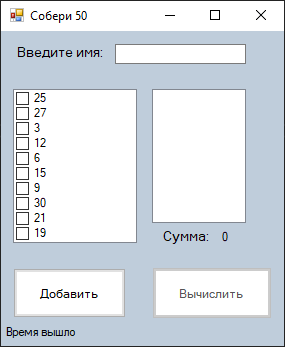 Собери 50
Введите имя:
25
27
3
12
6
15
9
30
21
19
Сумма: 0
Добавить
Вычислить
Время вышло